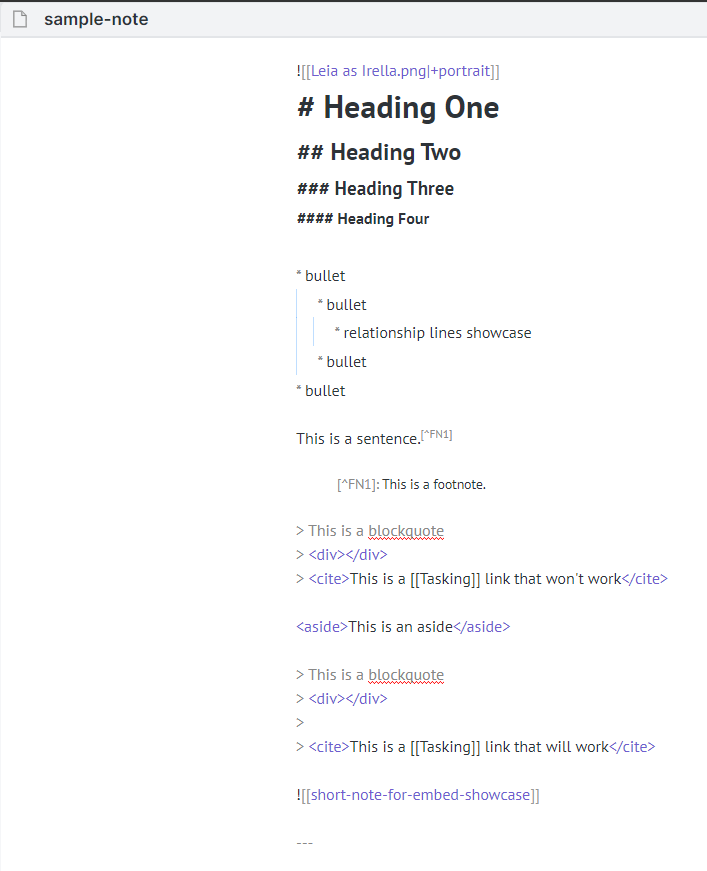 sample-note
![[Leia as Irella.png|+portrait]]
# Heading One
## Heading Two
### Heading Three
#### Heading Four
* bullet
* bullet
* relationship lines showcase
* bullet
* bullet
This is a sentence.[^FN1]
[^FN1]: This is a footnote.
> This is a blockquote
> <div></div>
> <cite>This is a [[Tasking]] link that won't work</cite>
<aside>This is an aside</aside>
> This is a blockquote
> <div></div>
>
> <cite>This is a [[Tasking]] link that will work</cite>
![[short-note-for-embed-showcase]]
---